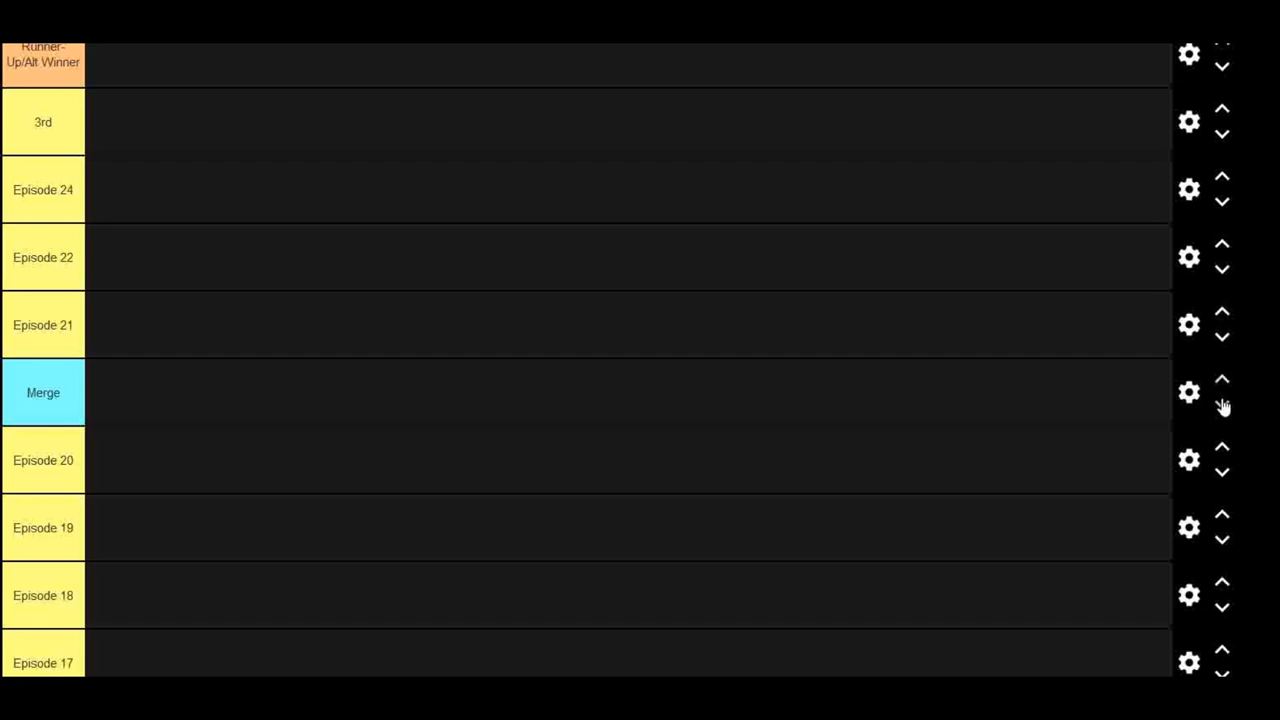 Runner-
Up/Alt Winner
3rd
Episode 24
Episode 22
Episode 21
Merge
Episode 20
Episode 19
Episode 18
Episode 17